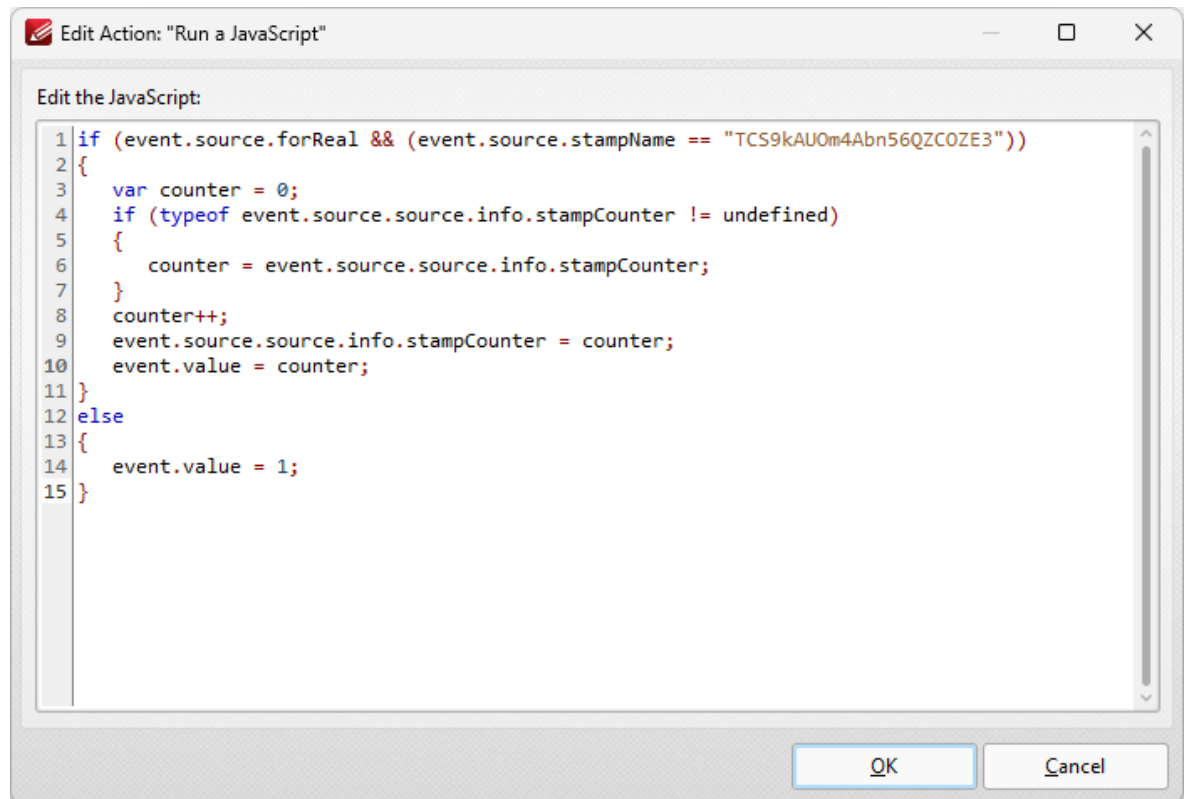 Edit Action: "Run a JavaScript"
Edit the JavaScript:
1 if (event.source.forReal && (event.source.stampName == "TCS9kAUOm4Abn56QZCOZE3"))
2 {
3    var counter = 0;
4    if (typeof event.source.source.info.stampCounter != undefined)
5    {
6       counter = event.source.source.info.stampCounter;
7    }
8    counter++;
9    event.source.source.info.stampCounter = counter;
10    event.value = counter;
11 }
12 else
13 {
14    event.value = 1;
15 }
OK Cancel